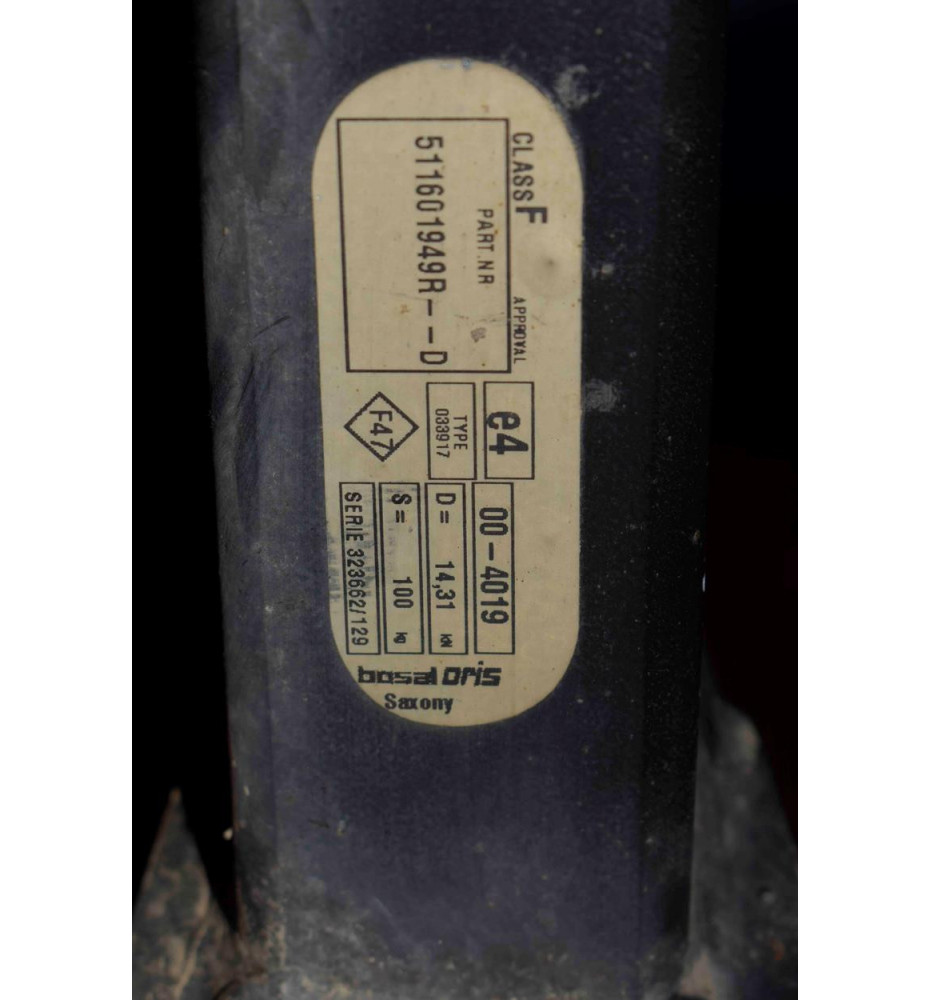 CLASS F APPROVAL
PART.NR
511601949R--D
e4
TYPE
033917
F47
00-4019
D= 14,31 kN
S= 100 kg
SERIE 323662/129
bosal oris
Saxony